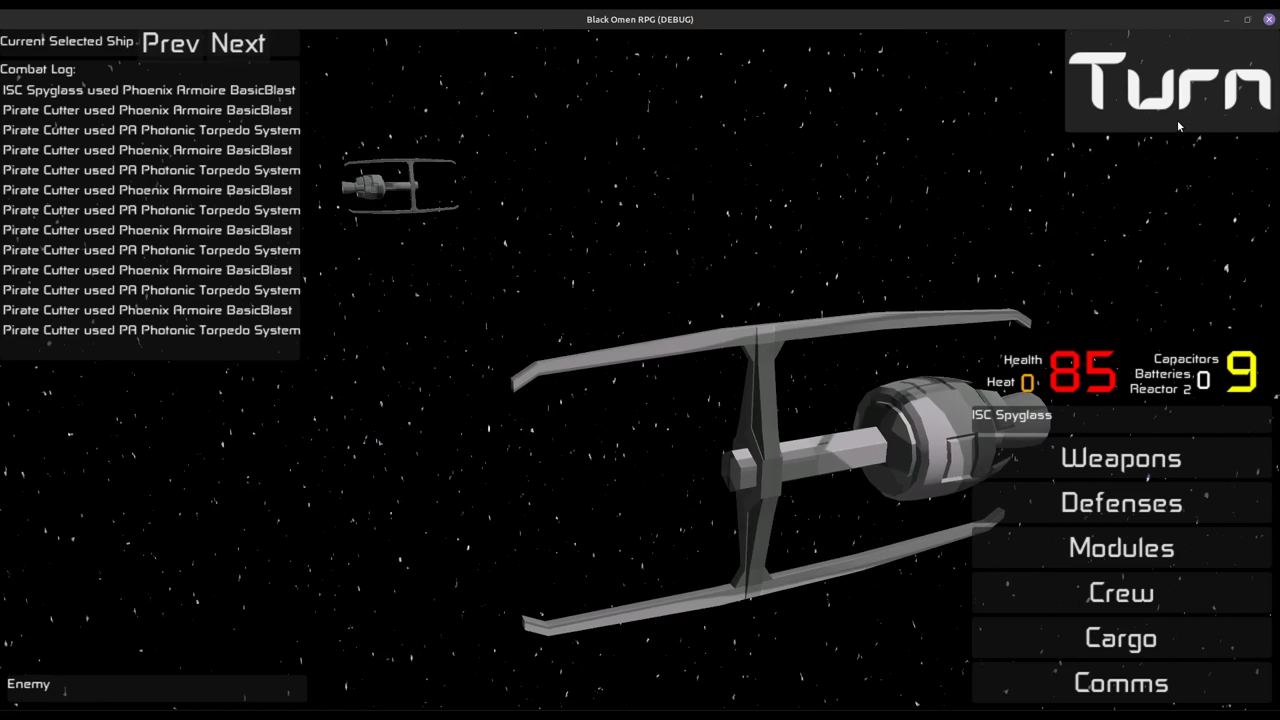 Black Omen RPG (DEBUG)
Current Selected Ship Prev Next
Turn
Combat Log:
ISC Spyglass used Phoenix Armoire BasicBlast
Pirate Cutter used Phoenix Armoire BasicBlast
Pirate Cutter used PA Photonic Torpedo System
Pirate Cutter used Phoenix Armoire BasicBlast
Pirate Cutter used PA Photonic Torpedo System
Pirate Cutter used Phoenix Armoire BasicBlast
Pirate Cutter used PA Photonic Torpedo System
Pirate Cutter used Phoenix Armoire BasicBlast
Pirate Cutter used PA Photonic Torpedo System
Pirate Cutter used Phoenix Armoire BasicBlast
Pirate Cutter used PA Photonic Torpedo System
Pirate Cutter used Phoenix Armoire BasicBlast
Pirate Cutter used PA Photonic Torpedo System
Health 85
Heat 0
Capacitors 9
Batteries 0
Reactor 2
ISC Spyglass
Weapons
Defenses
Modules
Crew
Cargo
Comms
Enemy